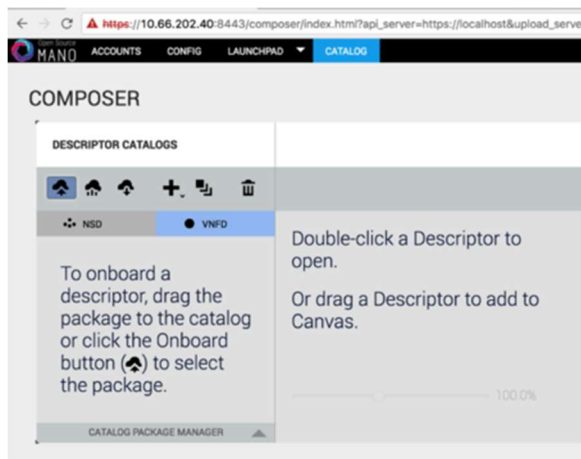 https://10.66.202.40:8443/composer/index.html?api_server=https://localhost&upload_serve
Open Source
MANO
ACCOUNTS CONFIG LAUNCHPAD CATALOG
COMPOSER
DESCRIPTOR CATALOGS
NSD VNFD
To onboard a
descriptor, drag the
package to the catalog
or click the Onboard
button () to select
the package.
Double-click a Descriptor to
open.
Or drag a Descriptor to add to
Canvas.
100.0%
CATALOG PACKAGE MANAGER